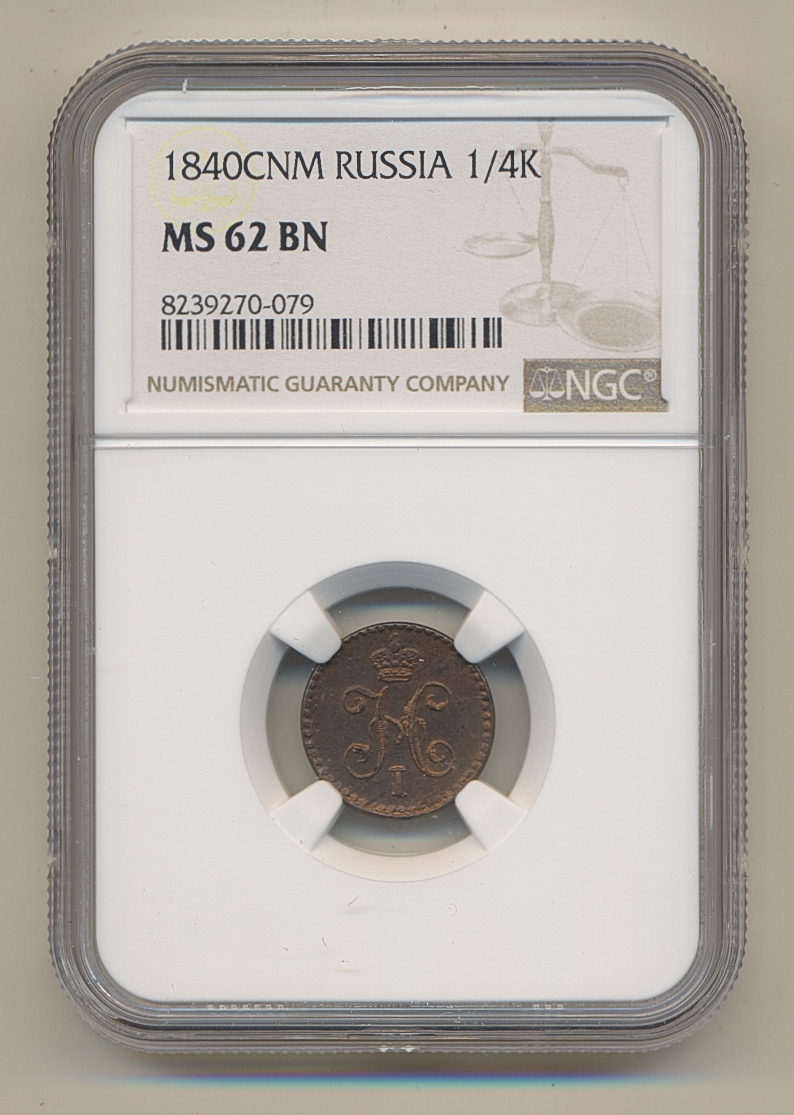 1840CNM RUSSIA 1/4K
MS 62 BN
8239270-079
NUMISMATIC GUARANTY COMPANY
NGC®
H
I